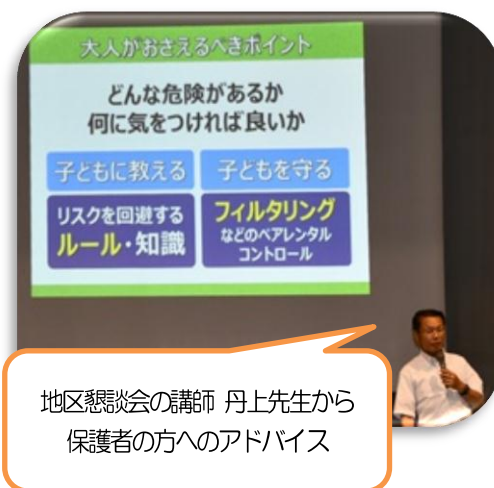 大人がおさえるべきポイント
どんな危険があるか
何に気をつければ良いか
子どもに教える
子どもを守る
リスクを回避する
ルール・知識
フィルタリング
などのペアレンタル
コントロール
地区懇談会の講師 丹上先生から
保護者の方へのアドバイス